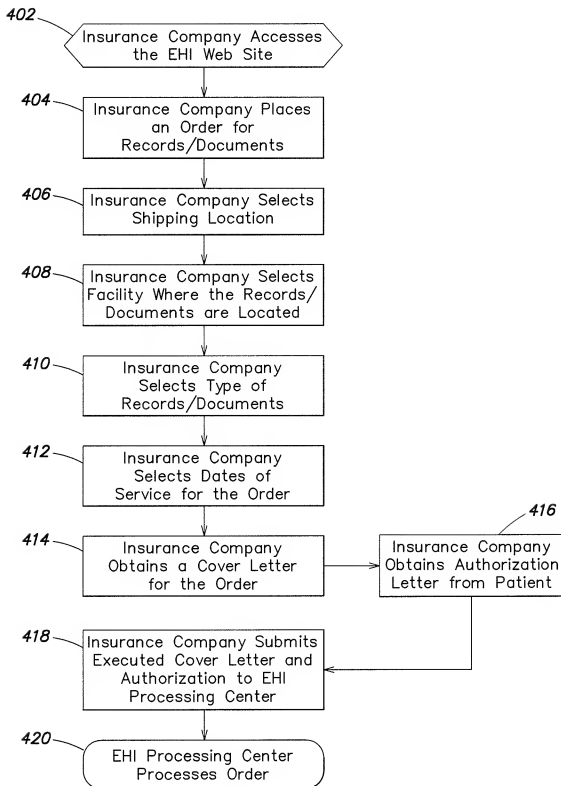 402
Insurance Company Accesses
the EHI Web Site
404
Insurance Company Places
an Order for
Records/Documents
406
Insurance Company Selects
Shipping Location
408
Insurance Company Selects
Facility Where the Records/
Documents are Located
410
Insurance Company
Selects Type of
Records/Documents
412
Insurance Company
Selects Dates of
Service for the Order
414
Insurance Company
Obtains a Cover Letter
for the Order
416
Insurance Company
Obtains Authorization
Letter from Patient
418
Insurance Company Submits
Executed Cover Letter and
Authorization to EHI
Processing Center
420
EHI Processing Center
Processes Order